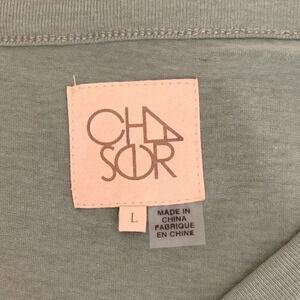 CHA
SER
L
MADE IN
CHINA
FABRIQUE
EN CHINE